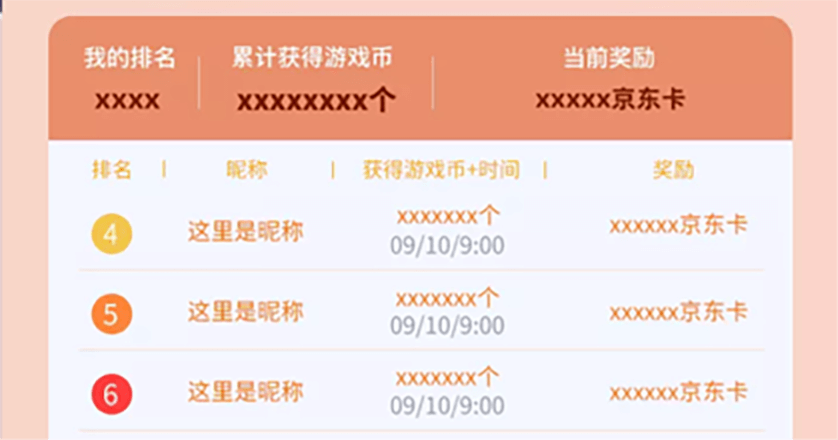 我的排名 累计获得游戏币 当前奖励
xxxx xxxxxxxx个 xxxxx京东卡
排名 | 昵称 | 获得游戏币+时间 | 奖励
4 这里是昵称 xxxxxxx个 xxxxxx京东卡
09/10/9:00
5 这里是昵称 xxxxxxx个 xxxxxx京东卡
09/10/9:00
6 这里是昵称 xxxxxxx个 xxxxxx京东卡
09/10/9:00